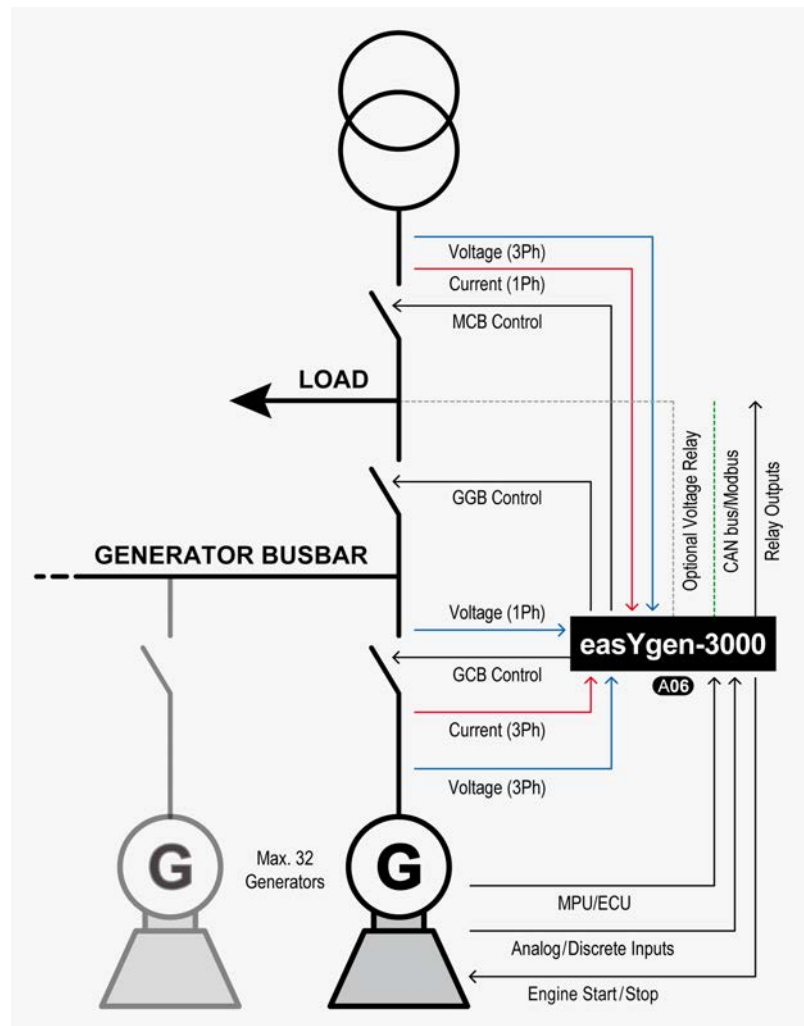 Voltage (3Ph)
Current (1Ph)
MCB Control
LOAD
Optional Voltage Relay
CAN bus/Modbus
Relay Outputs
GGB Control
GENERATOR BUSBAR
Voltage (1Ph)
easYgen-3000
GCB Control
A06
Current (3Ph)
Voltage (3Ph)
G
Max. 32
Generators
G
MPU/ECU
Analog/Discrete Inputs
Engine Start/Stop